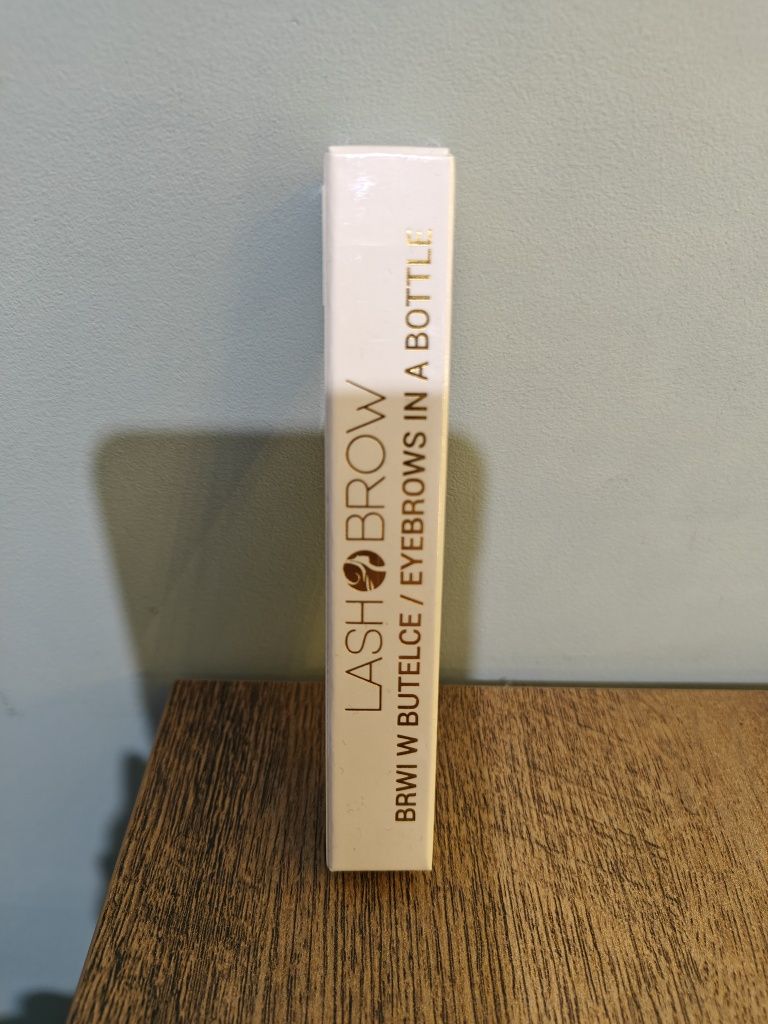 LASH BROW
BRWI W BUTELCE / EYEBROWS IN A BOTTLE